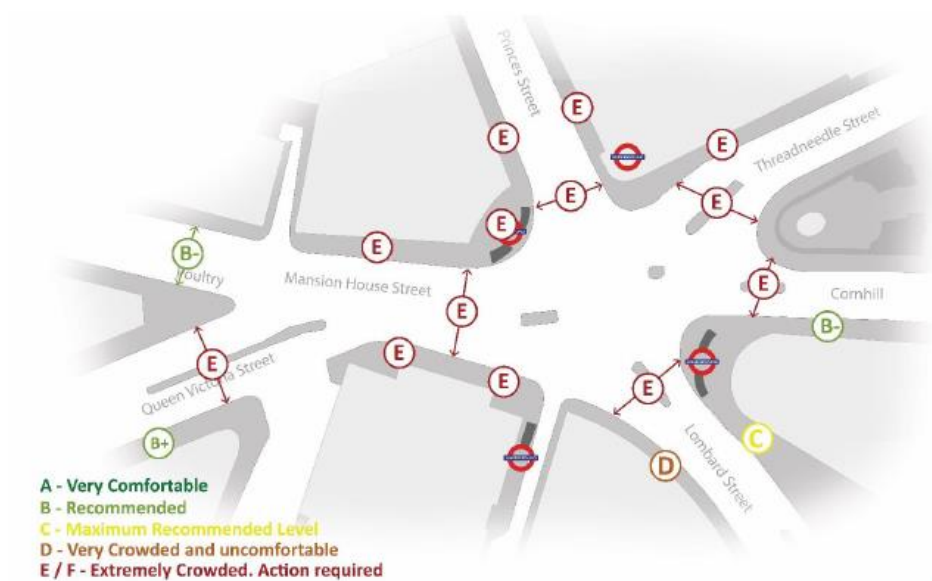 Princes Street
E
E
E
Threadneedle Street
E
E
E
B-
Poultry
E
Mansion House Street
E
E
Cornhill
B-
E
Queen Victoria Street
E
E
E
B+
D
C
Lombard Street
A - Very Comfortable
B - Recommended
C - Maximum Recommended Level
D - Very Crowded and uncomfortable
E / F - Extremely Crowded. Action required